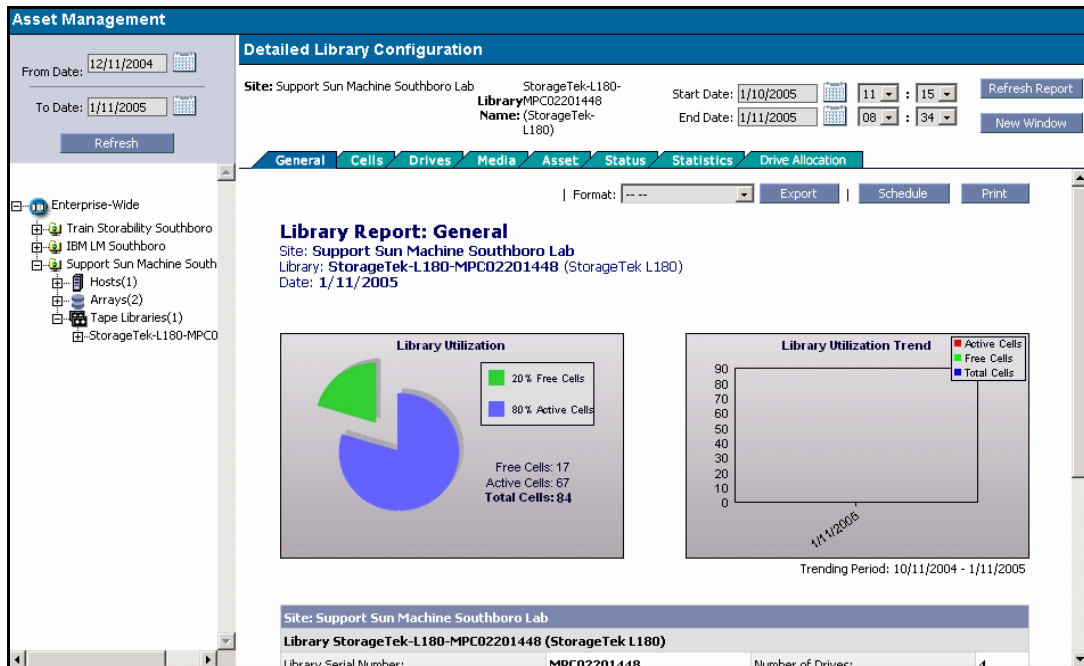 Asset Management
From Date: 12/11/2004
To Date: 1/11/2005
Refresh
Enterprise-Wide
Train Storability Southboro
IBM LM Southboro
Support Sun Machine South
Hosts(1)
Arrays(2)
Tape Libraries(1)
StorageTek-L180-MPC0
Detailed Library Configuration
Site: Support Sun Machine Southboro Lab
Library Name: StorageTek-L180-MPC02201448 (StorageTek-L180)
Start Date: 1/10/2005 11 : 15
End Date: 1/11/2005 08 : 34
Refresh Report
New Window
General Cells Drives Media Asset Status Statistics Drive Allocation
| Format: -- -- Export | Schedule Print
Library Report: General
Site: Support Sun Machine Southboro Lab
Library: StorageTek-L180-MPC02201448 (StorageTek L180)
Date: 1/11/2005
Library Utilization
20% Free Cells
80% Active Cells
Free Cells: 17
Active Cells: 67
Total Cells: 84
Library Utilization Trend
Active Cells
Free Cells
Total Cells
90
80
70
60
50
40
30
20
10
0
1/11/2005
Trending Period: 10/11/2004 - 1/11/2005
Site: Support Sun Machine Southboro Lab
Library StorageTek-L180-MPC02201448 (StorageTek L180)
Library Serial Number: MPC02201448 Number of Drives: 4